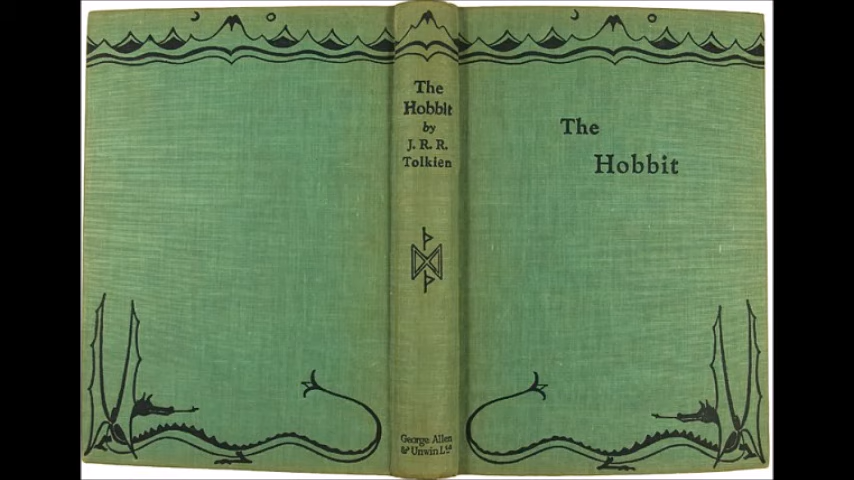 The
Hobbit
by
J. R. R.
Tolkien
George Allen
& Unwin Ltd
The
Hobbit